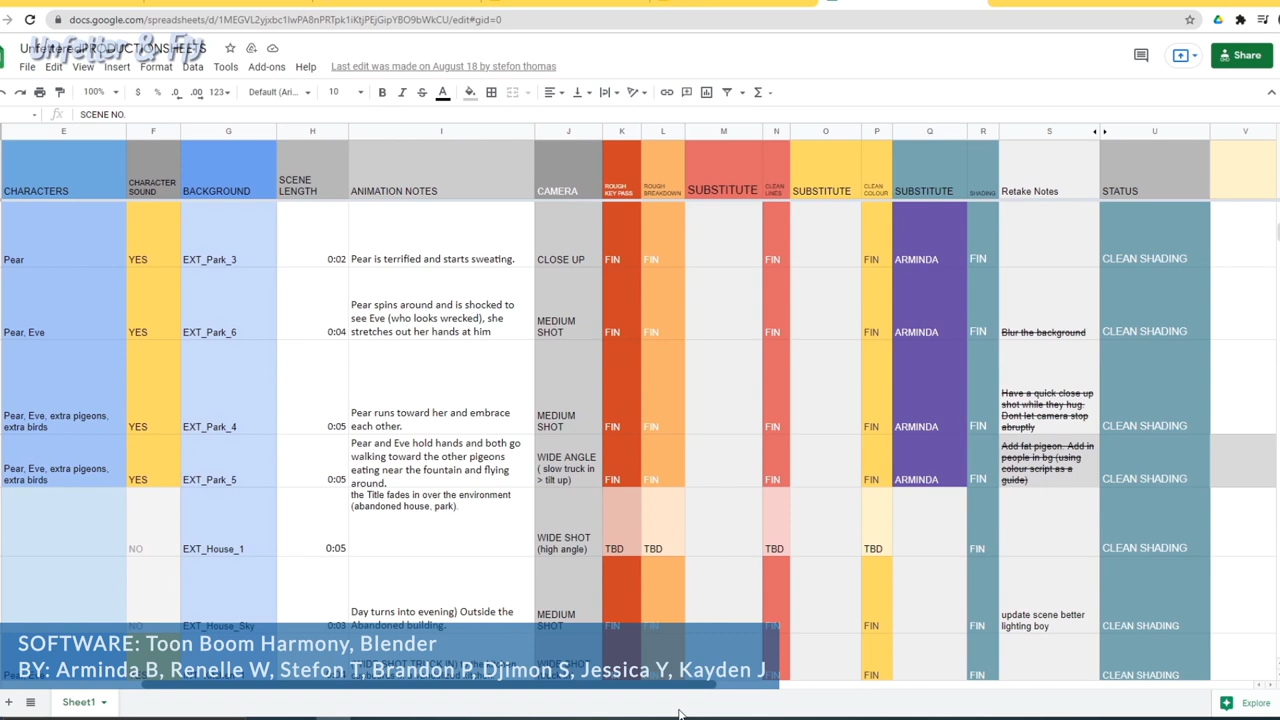 docs.google.com/spreadsheets/d/1MEGVL2yjxbc1lwPA8nPRTpk1iKtjPEjGipYBO9bWkCU/edit#gid=0
UnfetteredPRODUCTIONSHEETS
Unfetter & Fly
File Edit View Insert Format Data Tools Add-ons Help Last edit was made on August 18 by stefon thomas
Share
100% $ % .0 .00 123 Default (Ari... 10 B I S A
fx SCENE NO.
E F G H I J K L M N O P Q R S U V
CHARACTERS CHARACTER SOUND BACKGROUND SCENE LENGTH ANIMATION NOTES CAMERA ROUGH KEY PASS ROUGH BREAKDOWN SUBSTITUTE CLEAN LINES SUBSTITUTE CLEAN COLOUR SUBSTITUTE SHADING Retake Notes STATUS
Pear YES EXT_Park_3 0:02 Pear is terrified and starts sweating. CLOSE UP FIN FIN FIN FIN ARMINDA FIN CLEAN SHADING
Pear spins around and is shocked to
see Eve (who looks wrecked), she
stretches out her hands at him
Pear, Eve YES EXT_Park_6 0:04 MEDIUM SHOT FIN FIN FIN FIN ARMINDA FIN Blur the background CLEAN SHADING
Pear, Eve, extra pigeons,
extra birds YES EXT_Park_4 0:05
Pear runs toward her and embrace
each other.
MEDIUM
SHOT FIN FIN FIN FIN ARMINDA FIN
Have a quick close up
shot while they hug.
Dont let camera stop
abruptly
CLEAN SHADING
Pear, Eve, extra pigeons,
extra birds YES EXT_Park_5 0:05
Pear and Eve hold hands and both go
walking toward the other pigeons
eating near the fountain and flying
around.
WIDE ANGLE
( slow truck in
> tilt up) FIN FIN FIN FIN ARMINDA FIN
Add fat pigeon. Add in
people in bg (using
colour script as a
guide)
CLEAN SHADING
the Title fades in over the environment
(abandoned house, park).
NO EXT_House_1 0:05
WIDE SHOT
(high angle) TBD TBD TBD TBD FIN CLEAN SHADING
Day turns into evening) Outside the
Abandoned building.
NO EXT_House_Sky 0:03
MEDIUM
SHOT FIN FIN FIN FIN FIN
update scene better
lighting boy
CLEAN SHADING
SOFTWARE: Toon Boom Harmony, Blender
BY: Arminda B, Renelle W, Stefon T, Brandon P, Djimon S, Jessica Y, Kayden J
FIN FIN CLEAN SHADING
Sheet1
Explore